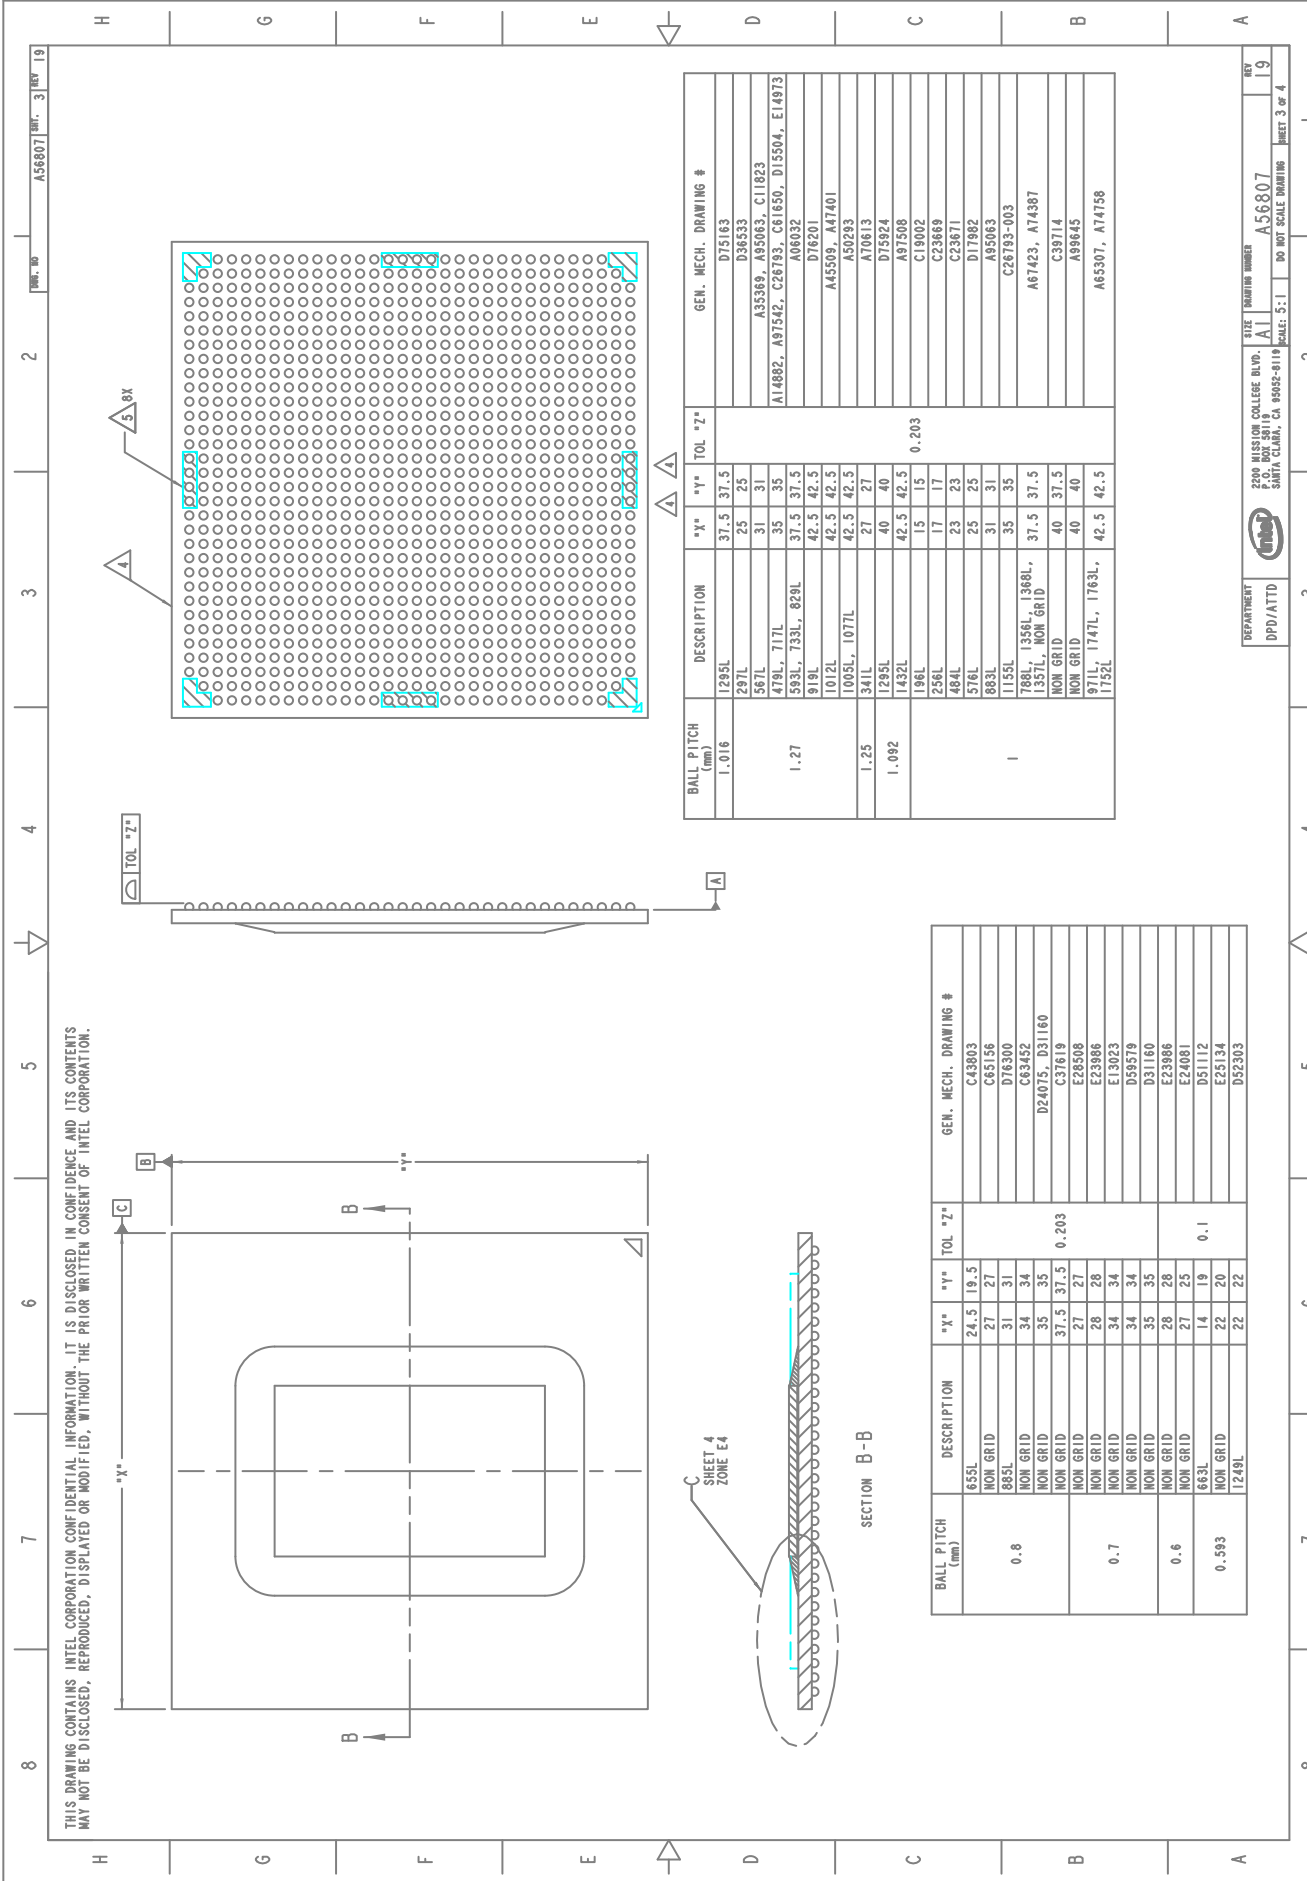 DWG. NO A56807 SHT. 3 REV 19
8 7 6 5 4 3 2
H
G
F
E
D
C
B
A
THIS DRAWING CONTAINS INTEL CORPORATION CONFIDENTIAL INFORMATION. IT IS DISCLOSED IN CONFIDENCE AND ITS CONTENTS
MAY NOT BE DISCLOSED, REPRODUCED, DISPLAYED OR MODIFIED, WITHOUT THE PRIOR WRITTEN CONSENT OF INTEL CORPORATION.
"X"
C
B
"Y"
B
B
TOL "Z"
A
4
5 8X
C
SHEET 4
ZONE E4
SECTION B-B
4 4
BALL PITCH (mm) DESCRIPTION "X" "Y" TOL "Z" GEN. MECH. DRAWING #
1.016 1295L 37.5 37.5 0.203 D75163
1.27 297L 25 25 D36533
567L 31 31 A35369, A95063, C11823
479L, 717L 35 35 A14882, A97542, C26793, C61650, D15504, E14973
593L, 733L, 829L 37.5 37.5 A06032
919L 42.5 42.5 D76201
1012L 42.5 42.5 A45509, A47401
1005L, 1077L 42.5 42.5 A50293
1.25 341L 27 27 A70613
1.092 1295L 40 40 D75924
1432L 42.5 42.5 A97508
1 196L 15 15 C19002
256L 17 17 C23669
484L 23 23 C23671
576L 25 25 D17982
883L 31 31 A95063
1155L 35 35 C26793-003
788L, 1356L, 1368L,
1357L, NON GRID 37.5 37.5 A67423, A74387
NON GRID 40 37.5 C39714
NON GRID 40 40 A99645
971L, 1747L, 1763L,
1752L 42.5 42.5 A65307, A74758
BALL PITCH (mm) DESCRIPTION "X" "Y" TOL "Z" GEN. MECH. DRAWING #
0.8 655L 24.5 19.5 0.203 C43803
NON GRID 27 27 C65156
885L 31 31 D76300
NON GRID 34 34 C63452
NON GRID 35 35 D24075, D31160
NON GRID 37.5 37.5 C37619
0.7 NON GRID 27 27 E28508
NON GRID 28 28 E23986
NON GRID 34 34 E13023
NON GRID 34 34 D59579
NON GRID 35 35 D31160
0.6 NON GRID 28 28 0.1 E23986
NON GRID 27 25 E24081
0.593 663L 14 19 D51112
NON GRID 22 20 E25134
1249L 22 22 D52303
DEPARTMENT
DPD/ATTD
intel
2200 MISSION COLLEGE BLVD.
P.O. BOX 58119
SANTA CLARA, CA 95052-8119
SIZE A1 DRAWING NUMBER A56807 REV 19
SCALE: 5:1 DO NOT SCALE DRAWING SHEET 3 OF 4
H
G
F
E
D
C
B
A